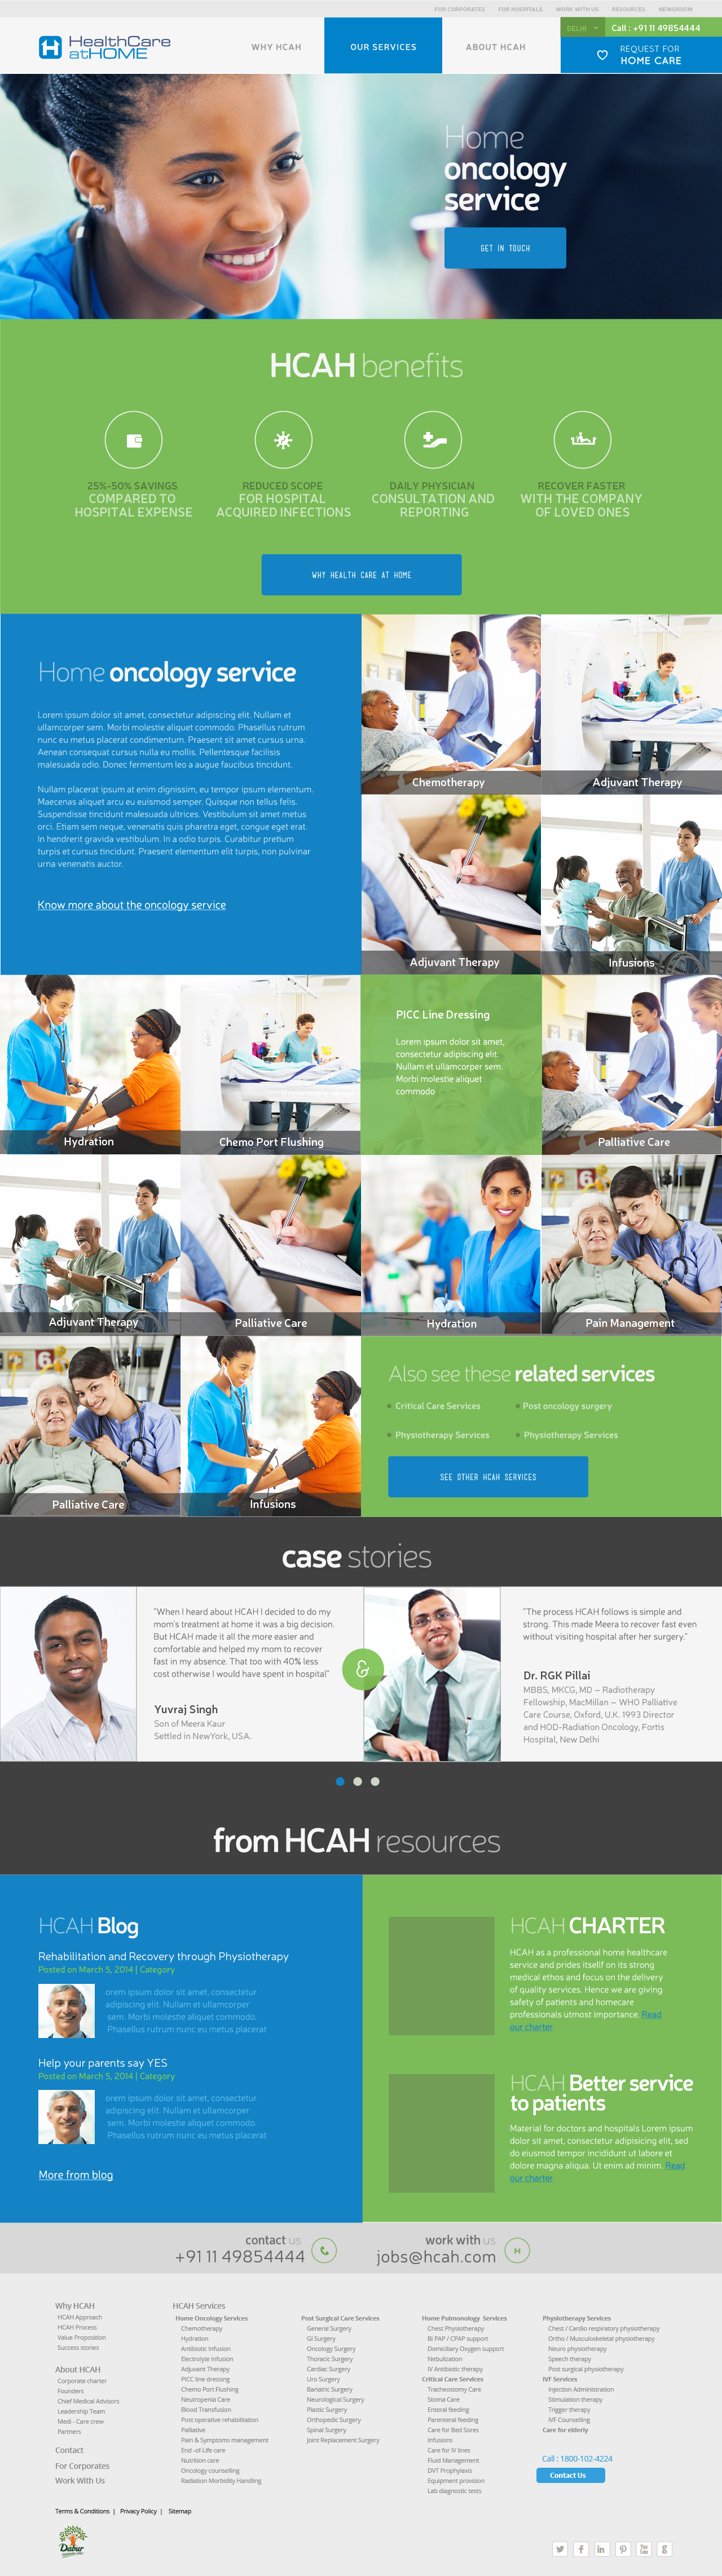 FOR CORPORATES FOR HOSPITALS WORK WITH US RESOURCES NEWSROOM
HealthCare
atHOME
WHY HCAH
OUR SERVICES
ABOUT HCAH
DELHI
Call : +91 11 49854444
REQUEST FOR
HOME CARE
Home
oncology
service
GET IN TOUCH
HCAH benefits
25%-50% SAVINGS
COMPARED TO
HOSPITAL EXPENSE
REDUCED SCOPE
FOR HOSPITAL
ACQUIRED INFECTIONS
DAILY PHYSICIAN
CONSULTATION AND
REPORTING
RECOVER FASTER
WITH THE COMPANY
OF LOVED ONES
WHY HEALTH CARE AT HOME
Home oncology service
Lorem ipsum dolor sit amet, consectetur adipiscing elit. Nullam et
ullamcorper sem. Morbi molestie aliquet commodo. Phasellus rutrum
nunc eu metus placerat condimentum. Praesent sit amet cursus urna.
Aenean consequat cursus nulla eu mollis. Pellentesque facilisis
malesuada odio. Donec fermentum leo a augue faucibus tincidunt.
Nullam placerat ipsum at enim dignissim, eu tempor ipsum elementum.
Maecenas aliquet arcu eu euismod semper. Quisque non tellus felis.
Suspendisse tincidunt malesuada ultrices. Vestibulum sit amet metus
orci. Etiam sem neque, venenatis quis pharetra eget, congue eget erat.
In hendrerit gravida vestibulum. In a odio turpis. Curabitur pretium
turpis et cursus tincidunt. Praesent elementum elit turpis, non pulvinar
urna venenatis auctor.
Know more about the oncology service
Chemotherapy
Adjuvant Therapy
Adjuvant Therapy
Infusions
Hydration
Chemo Port Flushing
PICC Line Dressing
Lorem ipsum dolor sit amet,
consectetur adipiscing elit.
Nullam et ullamcorper sem.
Morbi molestie aliquet
commodo
Palliative Care
Adjuvant Therapy
Palliative Care
Hydration
Pain Management
Palliative Care
Infusions
Also see these related services
Critical Care Services
Post oncology surgery
Physiotherapy Services
Physiotherapy Services
SEE OTHER HCAH SERVICES
case stories
"When I heard about HCAH I decided to do my
mom's treatment at home it was a big decision.
But HCAH made it all the more easier and
comfortable and helped my mom to recover
fast in my absence. That too with 40% less
cost otherwise I would have spent in hospital"
Yuvraj Singh
Son of Meera Kaur
Settled in NewYork, USA.
&
"The process HCAH follows is simple and
strong. This made Meera to recover fast even
without visiting hospital after her surgery."
Dr. RGK Pillai
MBBS, MKCG, MD – Radiotherapy
Fellowship, MacMillan – WHO Palliative
Care Course, Oxford, U.K. 1993 Director
and HOD-Radiation Oncology, Fortis
Hospital, New Delhi
from HCAH resources
HCAH Blog
Rehabilitation and Recovery through Physiotherapy
Posted on March 5, 2014 | Category
orem ipsum dolor sit amet, consectetur
adipiscing elit. Nullam et ullamcorper
sem. Morbi molestie aliquet commodo.
Phasellus rutrum nunc eu metus placerat
Help your parents say YES
Posted on March 5, 2014 | Category
orem ipsum dolor sit amet, consectetur
adipiscing elit. Nullam et ullamcorper
sem. Morbi molestie aliquet commodo.
Phasellus rutrum nunc eu metus placerat
More from blog
HCAH CHARTER
HCAH as a professional home healthcare
service and prides itsellf on its strong
medical ethos and focus on the delivery
of quality services. Hence we are giving
safety of patients and homecare
professionals utmost importance. Read
our charter
HCAH Better service
to patients
Material for doctors and hospitals Lorem ipsum
dolor sit amet, consectetur adipisicing elit, sed
do eiusmod tempor incididunt ut labore et
dolore magna aliqua. Ut enim ad minim. Read
our charter
contact us
+91 11 49854444
work with us
jobs@hcah.com
H
Why HCAH
HCAH Approach
HCAH Process
Value Proposition
Success stories
About HCAH
Corporate charter
Founders
Chief Medical Advisors
Leadership Team
Medi - Care crew
Partners
Contact
For Corporates
Work With Us
HCAH Services
Home Oncology Services
Chemotherapy
Hydration
Antibiotic Infusion
Electrolyte Infusion
Adjuvant Therapy
PICC line dressing
Chemo Port Flushing
Neutropenia Care
Blood Transfusion
Post operative rehabilitation
Palliative
Pain & Symptoms management
End -of-Life care
Nutrition care
Oncology counselling
Radiation Morbidity Handling
Post Surgical Care Services
General Surgery
GI Surgery
Oncology Surgery
Thoracic Surgery
Cardiac Surgery
Uro Surgery
Bariatric Surgery
Neurological Surgery
Plastic Surgery
Orthopedic Surgery
Spinal Surgery
Joint Replacement Surgery
Home Pulmonology Services
Chest Physiotherapy
Bi PAP / CPAP support
Domiciliary Oxygen support
Nebulization
IV Antibiotic therapy
Critical Care Services
Tracheostomy Care
Stoma Care
Enteral feeding
Parenteral feeding
Care for Bed Sores
Infusions
Care for IV lines
Fluid Management
DVT Prophylaxis
Equipment provision
Lab diagnostic tests
Physiotherapy Services
Chest / Cardio respiratory physiotherapy
Ortho / Musculoskeletal physiotherapy
Neuro physiotherapy
Speech therapy
Post surgical physiotherapy
IVF Services
Injection Administration
Stimulation therapy
Trigger therapy
IVF Counselling
Care for elderly
Call : 1800-102-4224
Contact Us
Terms & Conditions | Privacy Policy | Sitemap
Dabur